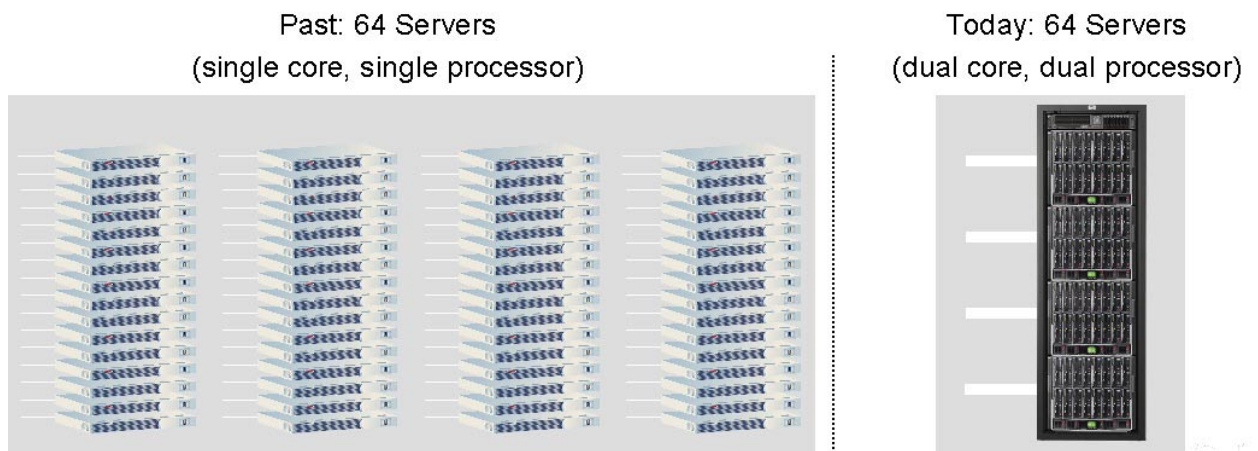 Past: 64 Servers
(single core, single processor)
Today: 64 Servers
(dual core, dual processor)